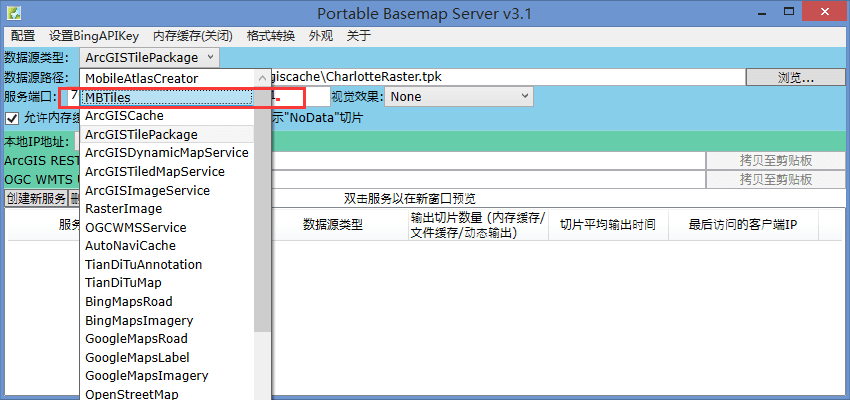 Portable Basemap Server v3.1
配置 设置BingAPIKey 内存缓存(关闭) 格式转换 外观 关于
数据源类型: ArcGISTilePackage
数据源路径: giscache\CharlotteRaster.tpk 浏览...
服务端口: 7 视觉效果: None
允许内存缓 示"NoData"切片
本地IP地址:
ArcGIS REST 拷贝至剪贴板
OGC WMTS 拷贝至剪贴板
创建新服务 双击服务以在新窗口预览
服务 数据源类型 输出切片数量 (内存缓存/
文件缓存/动态输出) 切片平均输出时间 最后访问的客户端IP
MobileAtlasCreator
MBTiles
ArcGISCache
ArcGISTilePackage
ArcGISDynamicMapService
ArcGISTiledMapService
ArcGISImageService
RasterImage
OGCWMSService
AutoNaviCache
TianDiTuAnnotation
TianDiTuMap
BingMapsRoad
BingMapsImagery
GoogleMapsRoad
GoogleMapsLabel
GoogleMapsImagery
OpenStreetMap